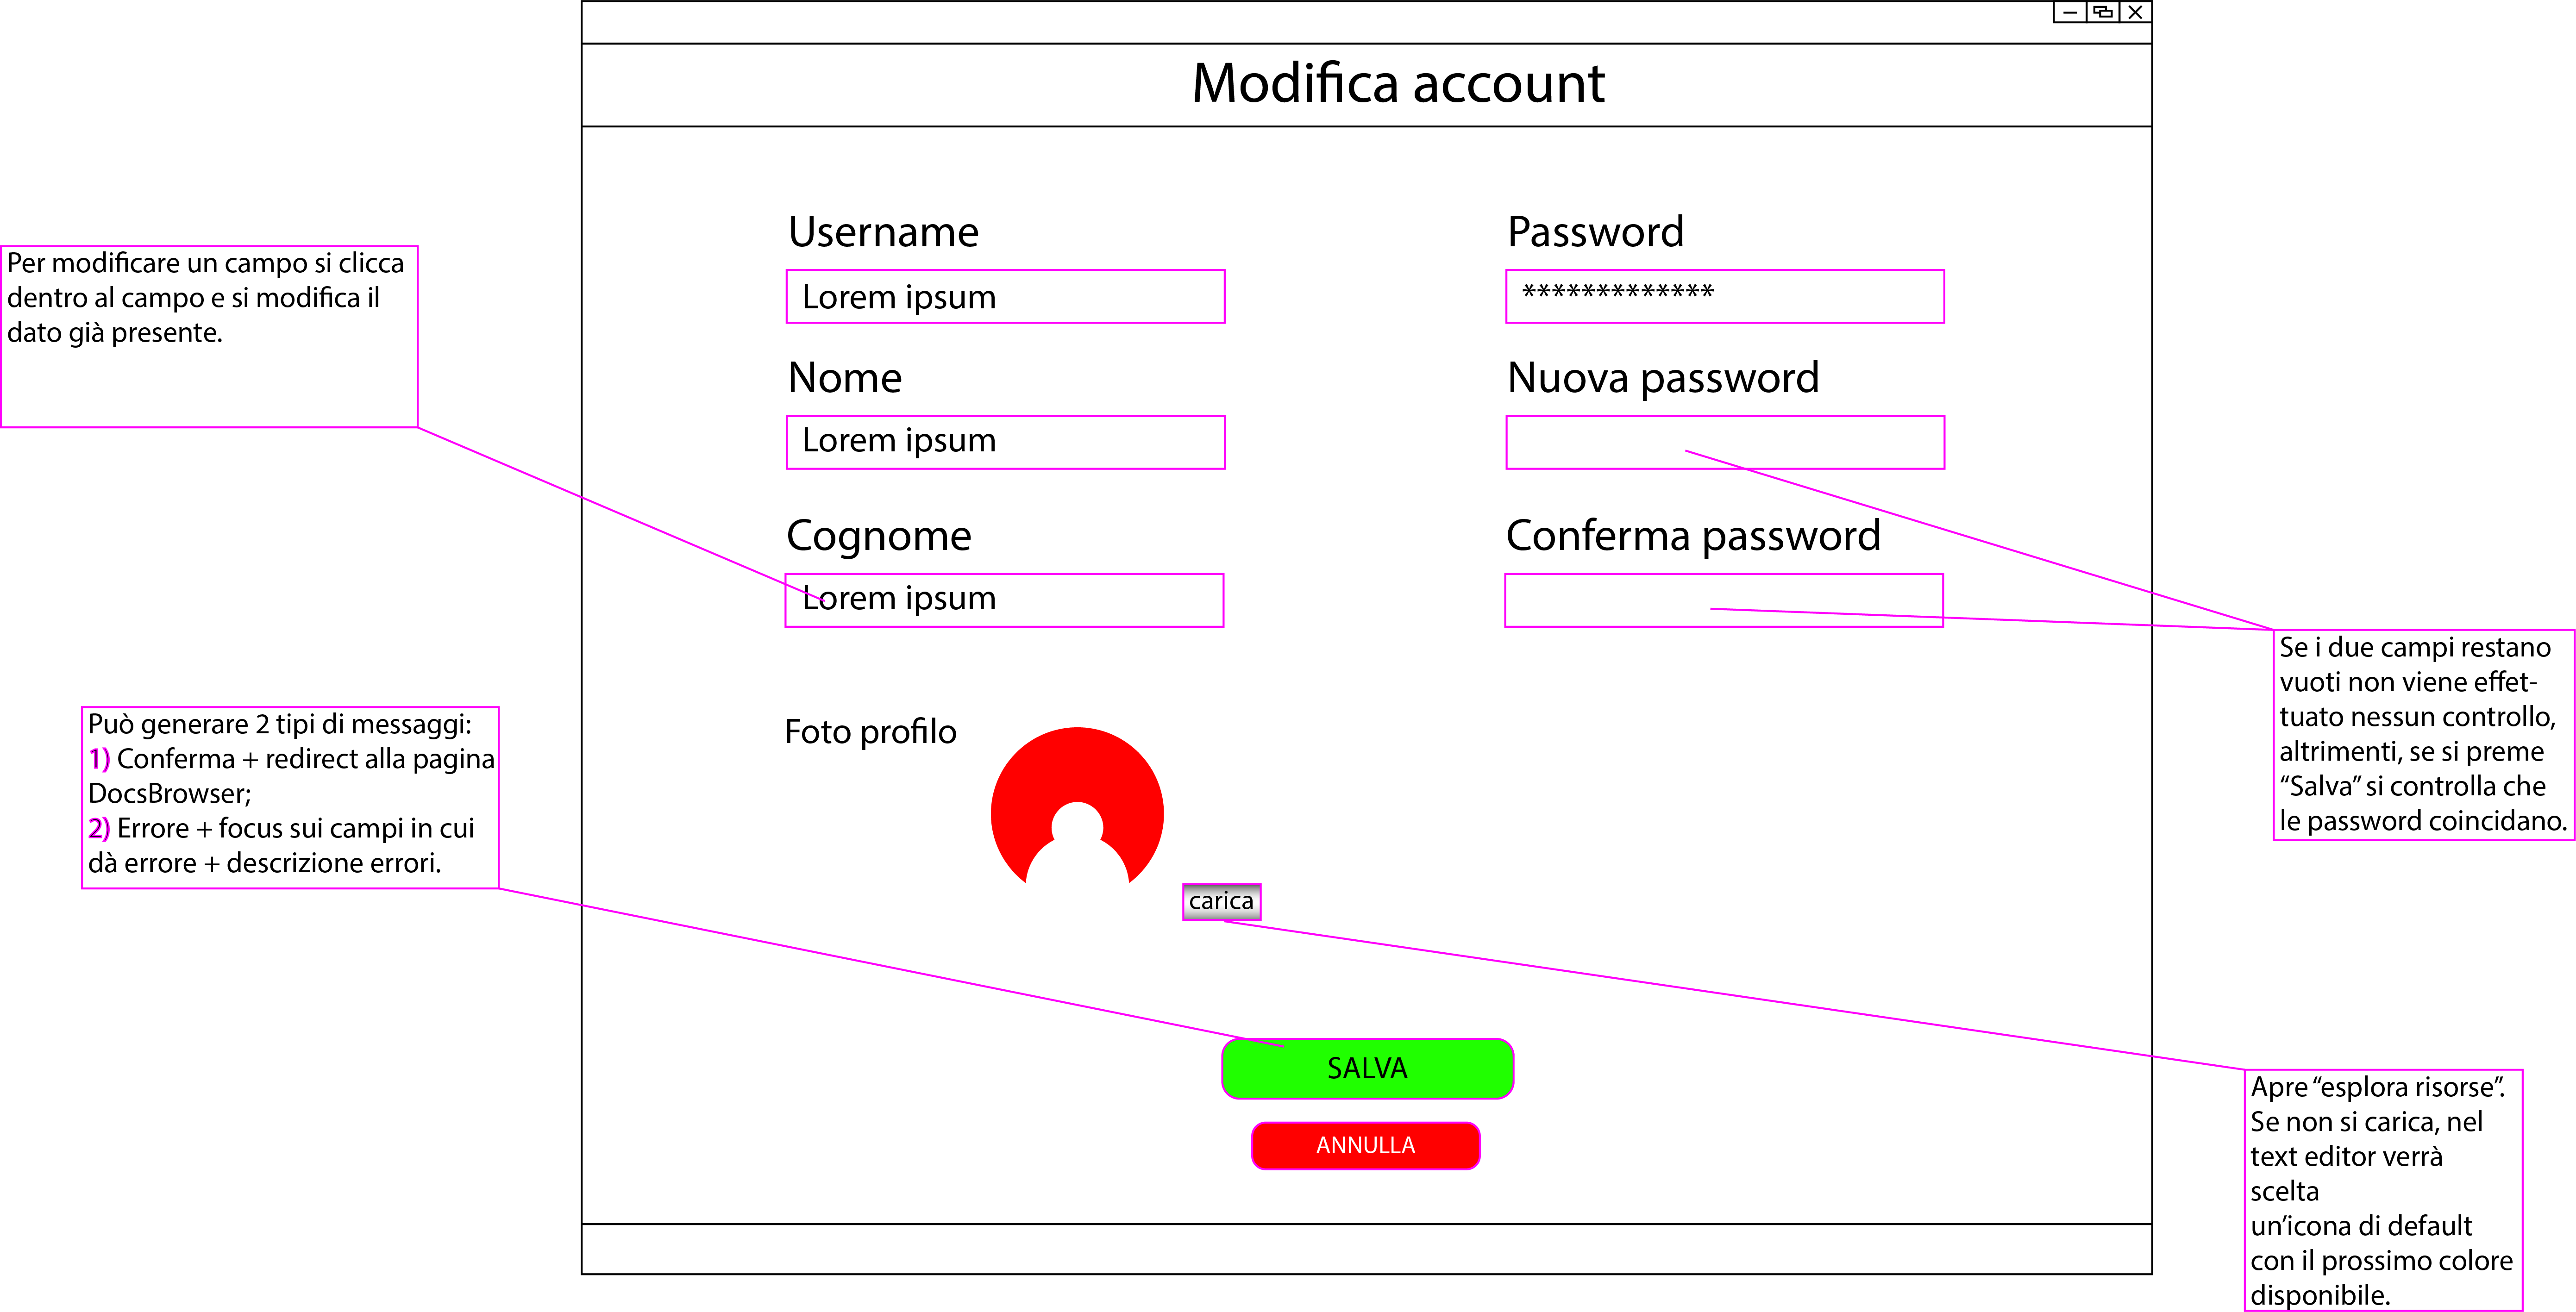 Modifica account
Per modificare un campo si clicca
dentro al campo e si modifica il
dato già presente.
Username
Lorem ipsum
Nome
Lorem ipsum
Cognome
Lorem ipsum
Password
*************
Nuova password
Conferma password
Se i due campi restano
vuoti non viene effet-
tuato nessun controllo,
altrimenti, se si preme
“Salva” si controlla che
le password coincidano.
Può generare 2 tipi di messaggi:
1) Conferma + redirect alla pagina
DocsBrowser;
2) Errore + focus sui campi in cui
dà errore + descrizione errori.
Foto profilo
carica
SALVA
ANNULLA
Apre “esplora risorse”.
Se non si carica, nel
text editor verrà
scelta
un’icona di default
con il prossimo colore
disponibile.